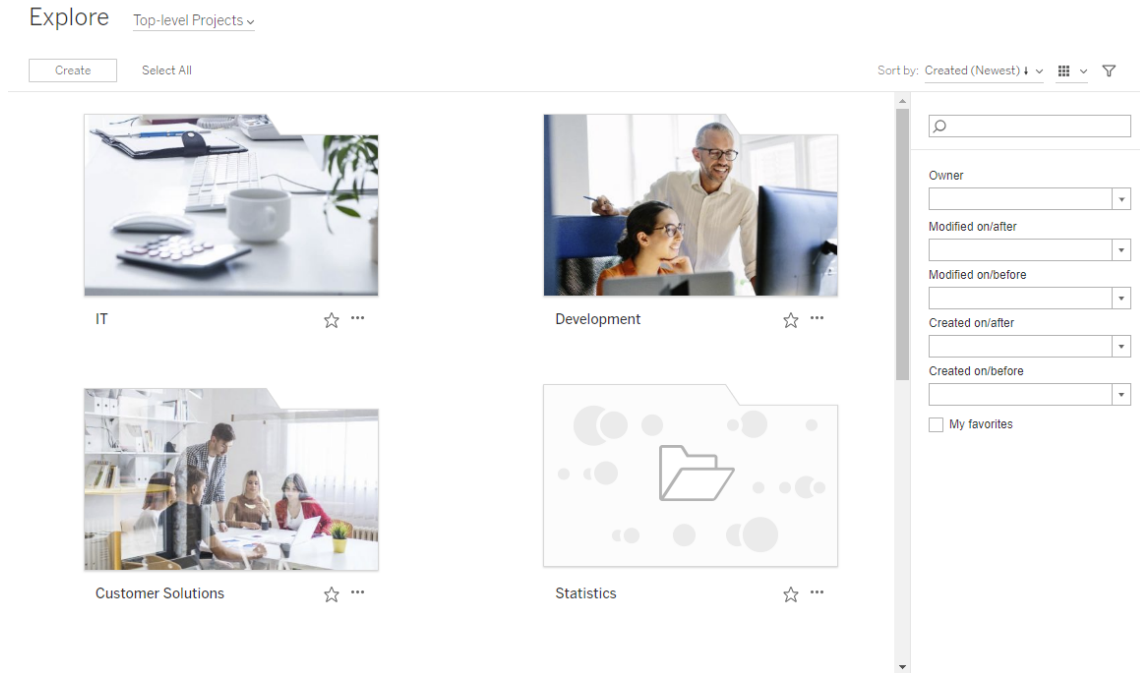 Explore Top-level Projects
Create Select All Sort by: Created (Newest)
IT
Development
Customer Solutions
Statistics
Owner
Modified on/after
Modified on/before
Created on/after
Created on/before
My favorites